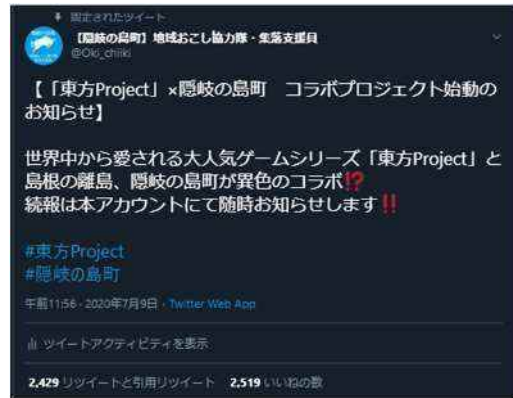 固定されたツイート
【隠岐の島町】地域おこし協力隊・集落支援員
@Oki_chiiki
【「東方Project」×隠岐の島町　コラボプロジェクト始動の
お知らせ】
世界中から愛される大人気ゲームシリーズ「東方Project」と
島根の離島、隠岐の島町が異色のコラボ⁉
続報は本アカウントにて随時お知らせします‼
#東方Project
#隠岐の島町
午前11:56 · 2020年7月9日 · Twitter Web App
ツイートアクティビティを表示
2,429 リツイートと引用リツイート　2,519 いいねの数